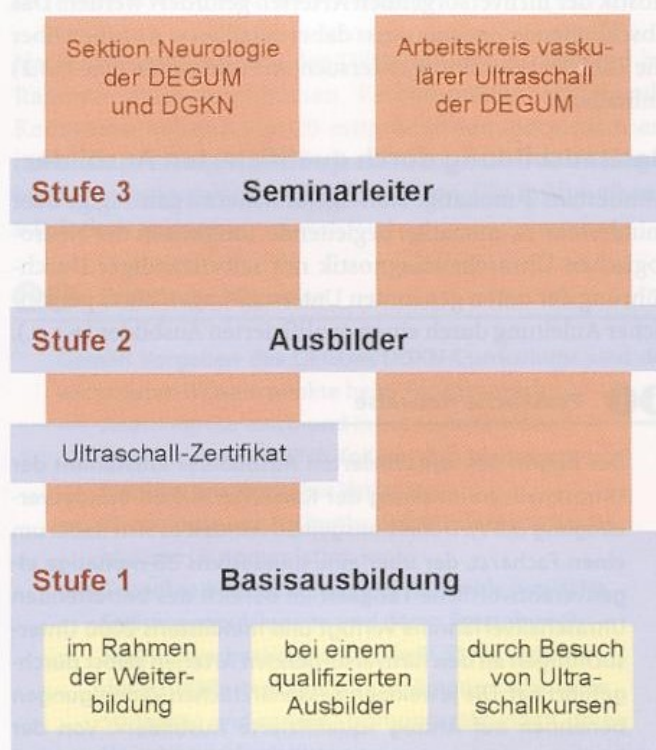 Sektion Neurologie
der DEGUM
und DGKN
Arbeitskreis vasku-
lärer Ultraschall
der DEGUM
Stufe 3 Seminarleiter
Stufe 2 Ausbilder
Ultraschall-Zertifikat
Stufe 1 Basisausbildung
im Rahmen
der Weiter-
bildung
bei einem
qualifizierten
Ausbilder
durch Besuch
von Ultra-
schallkursen